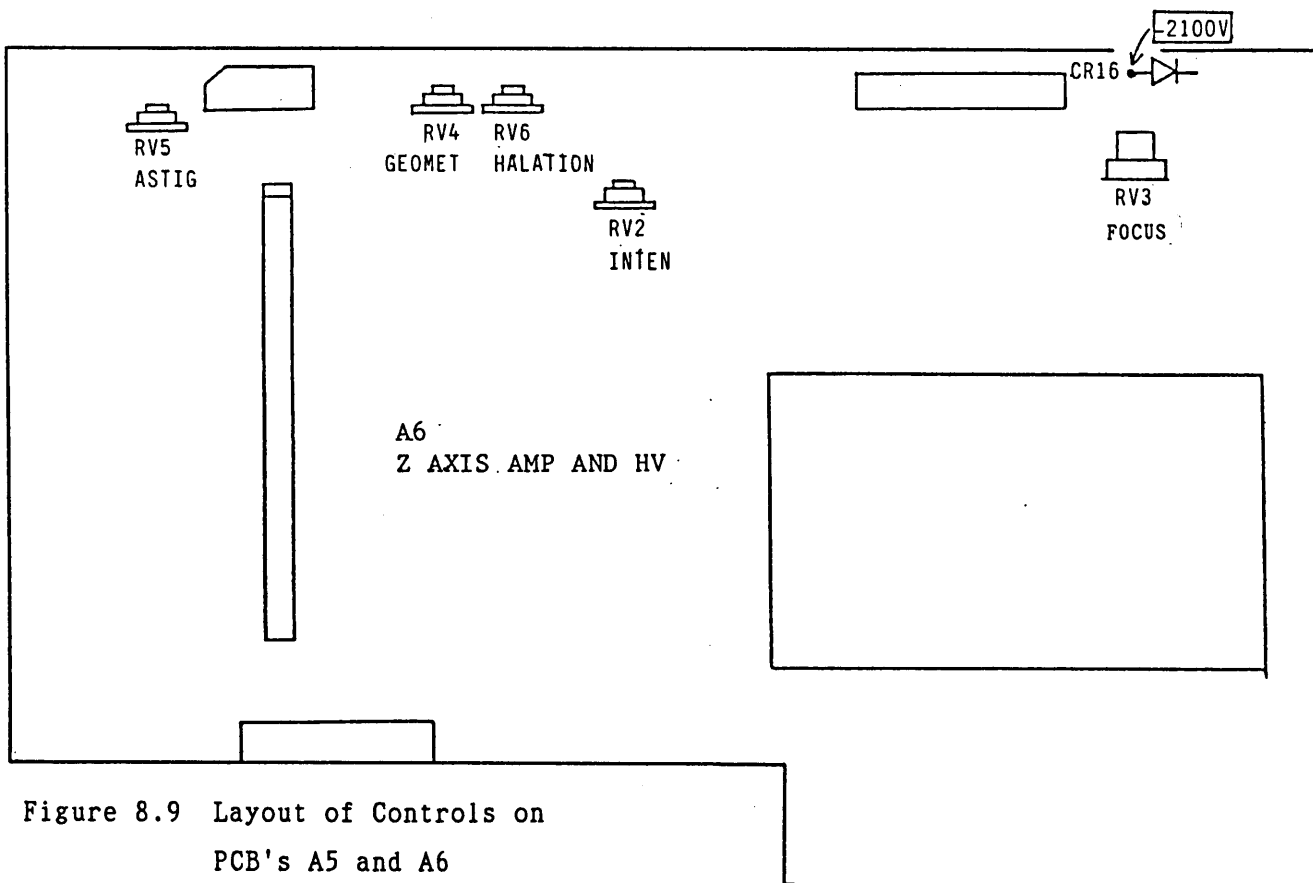 -2100V
CR16
RV5
ASTIG
RV4
GEOMET
RV6
HALATION
RV2
INTEN
RV3
FOCUS
A6
Z AXIS AMP AND HV
Figure 8.9 Layout of Controls on
PCB's A5 and A6